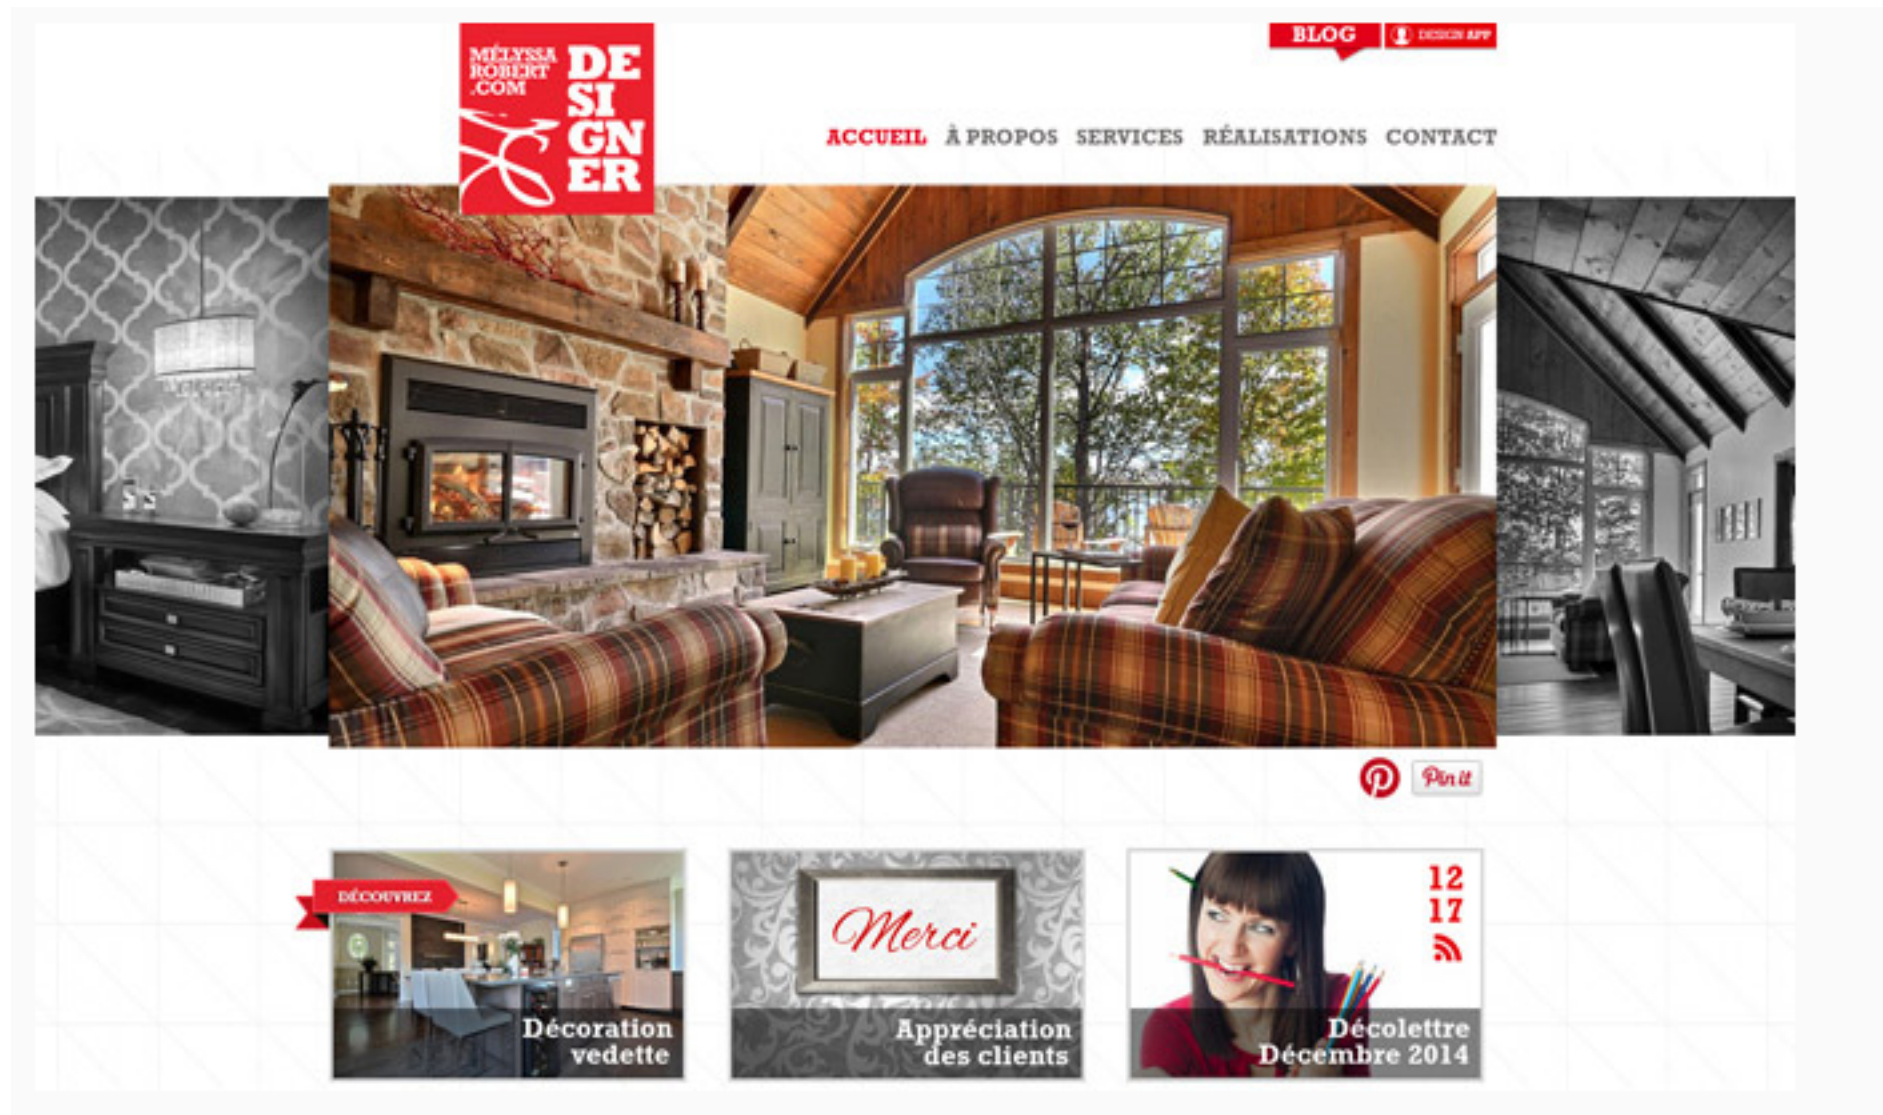 MÉLYSSA
ROBERT
.COM
DE
SI
GN
ER
BLOG
DESIGN APP
ACCUEIL À PROPOS SERVICES RÉALISATIONS CONTACT
Pin it
DÉCOUVREZ
Décoration
vedette
Merci
Appréciation
des clients
12
17
Décolettre
Décembre 2014